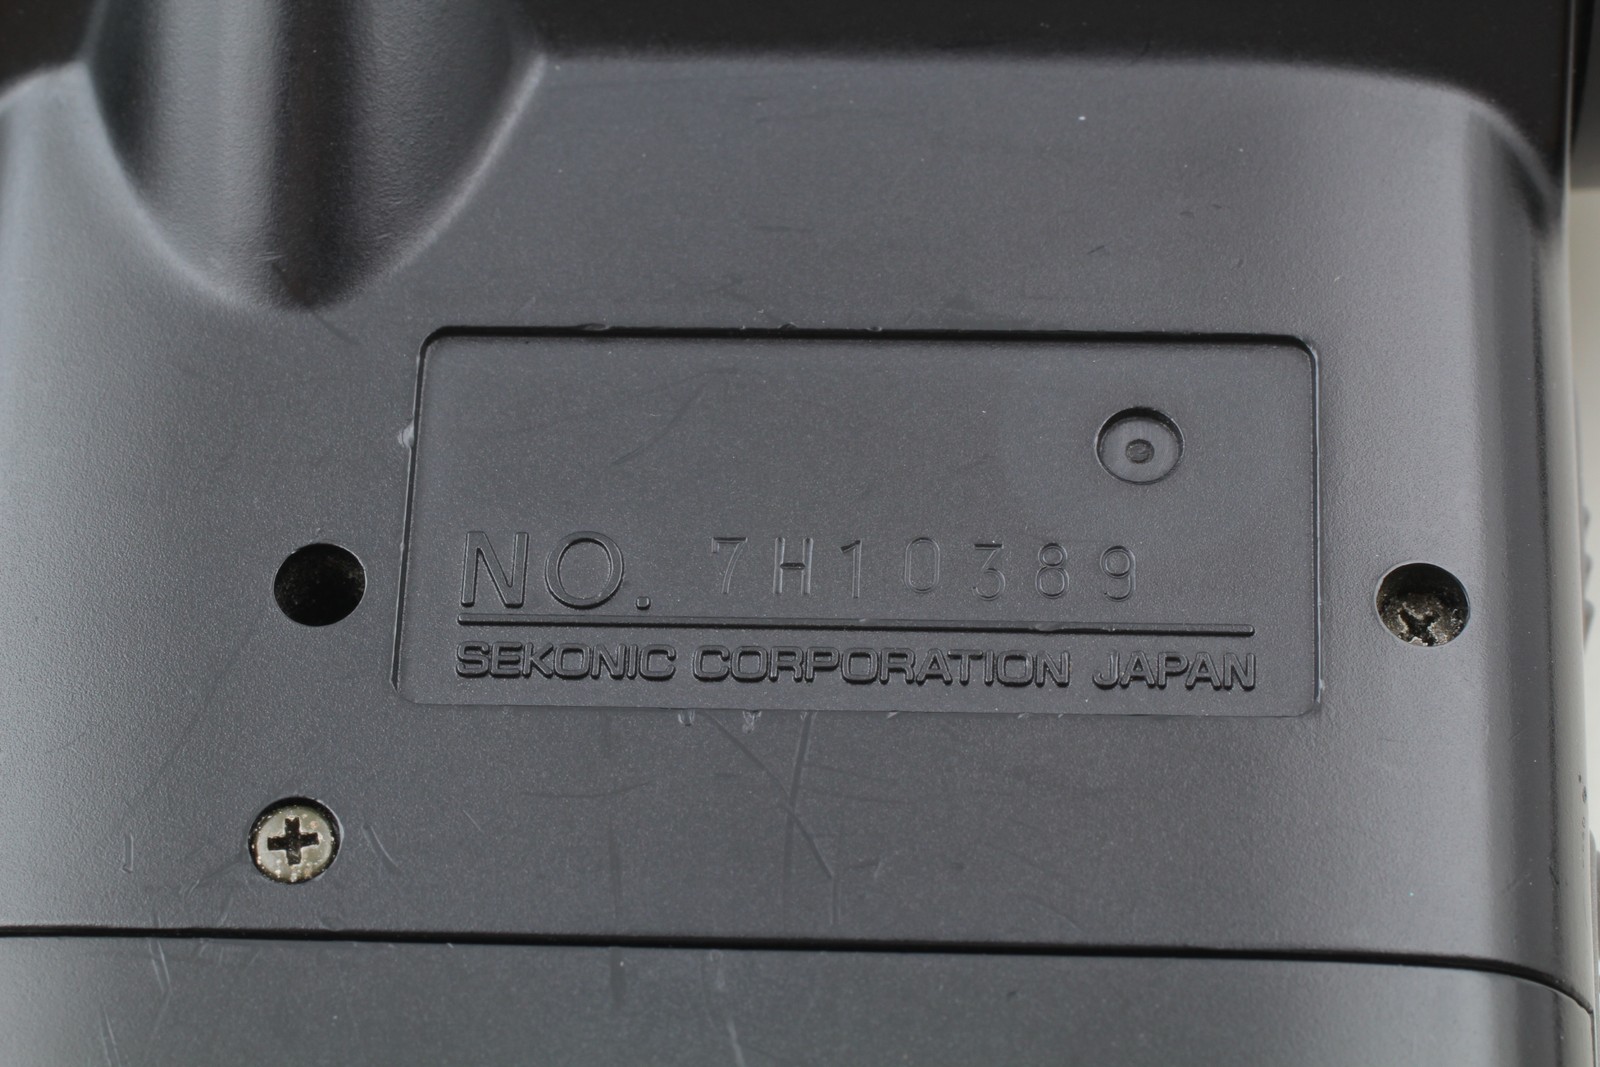 NO. 7H10389
SEKONIC CORPORATION JAPAN